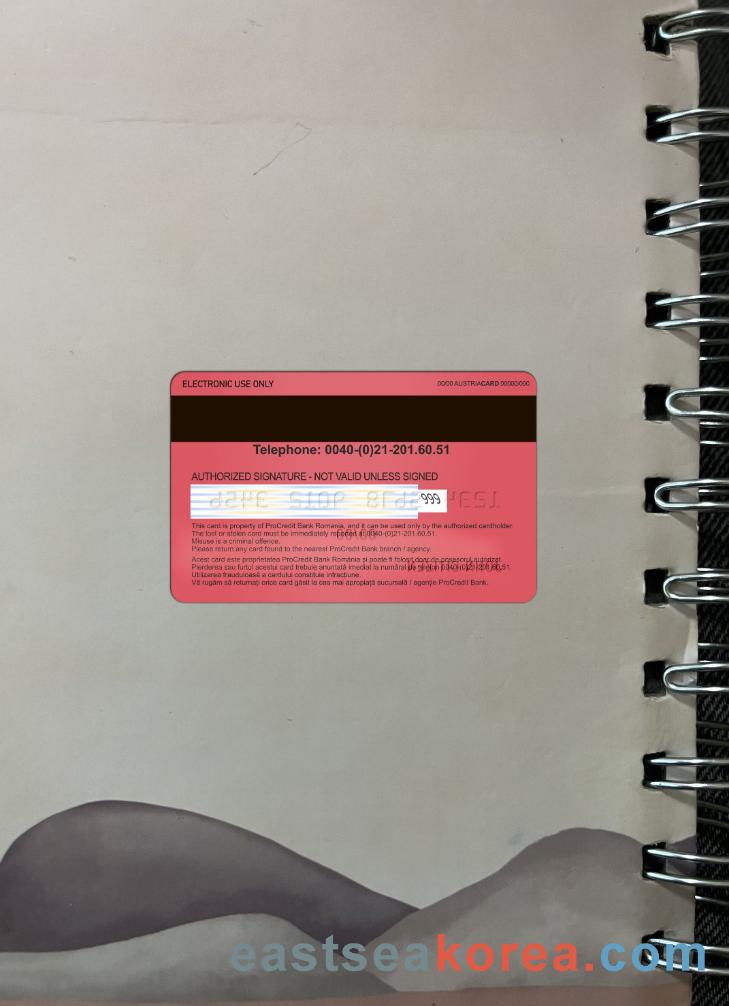 ELECTRONIC USE ONLY
00/00 AUSTRIACARD 00000/000
Telephone: 0040-(0)21-201.60.51
AUTHORIZED SIGNATURE - NOT VALID UNLESS SIGNED
999
This card is property of ProCredit Bank Romania, and it can be used only by the authorized cardholder.
The lost or stolen card must be immediately reported at 0040-(0)21-201.60.51.
Misuse is a criminal offence.
Please return any card found to the nearest ProCredit Bank branch / agency.
Acest card este proprietatea ProCredit Bank România și poate fi folosit doar de posesorul autorizat.
Pierderea sau furtul acestui card trebuie anunțată imediat la numărul de telefon 0040-(0)21-201.60.51.
Utilizarea frauduloasă a cardului constituie infracțiune.
Vă rugăm să returnați orice card găsit la cea mai apropiată sucursală / agenție ProCredit Bank.
eastseakorea.com